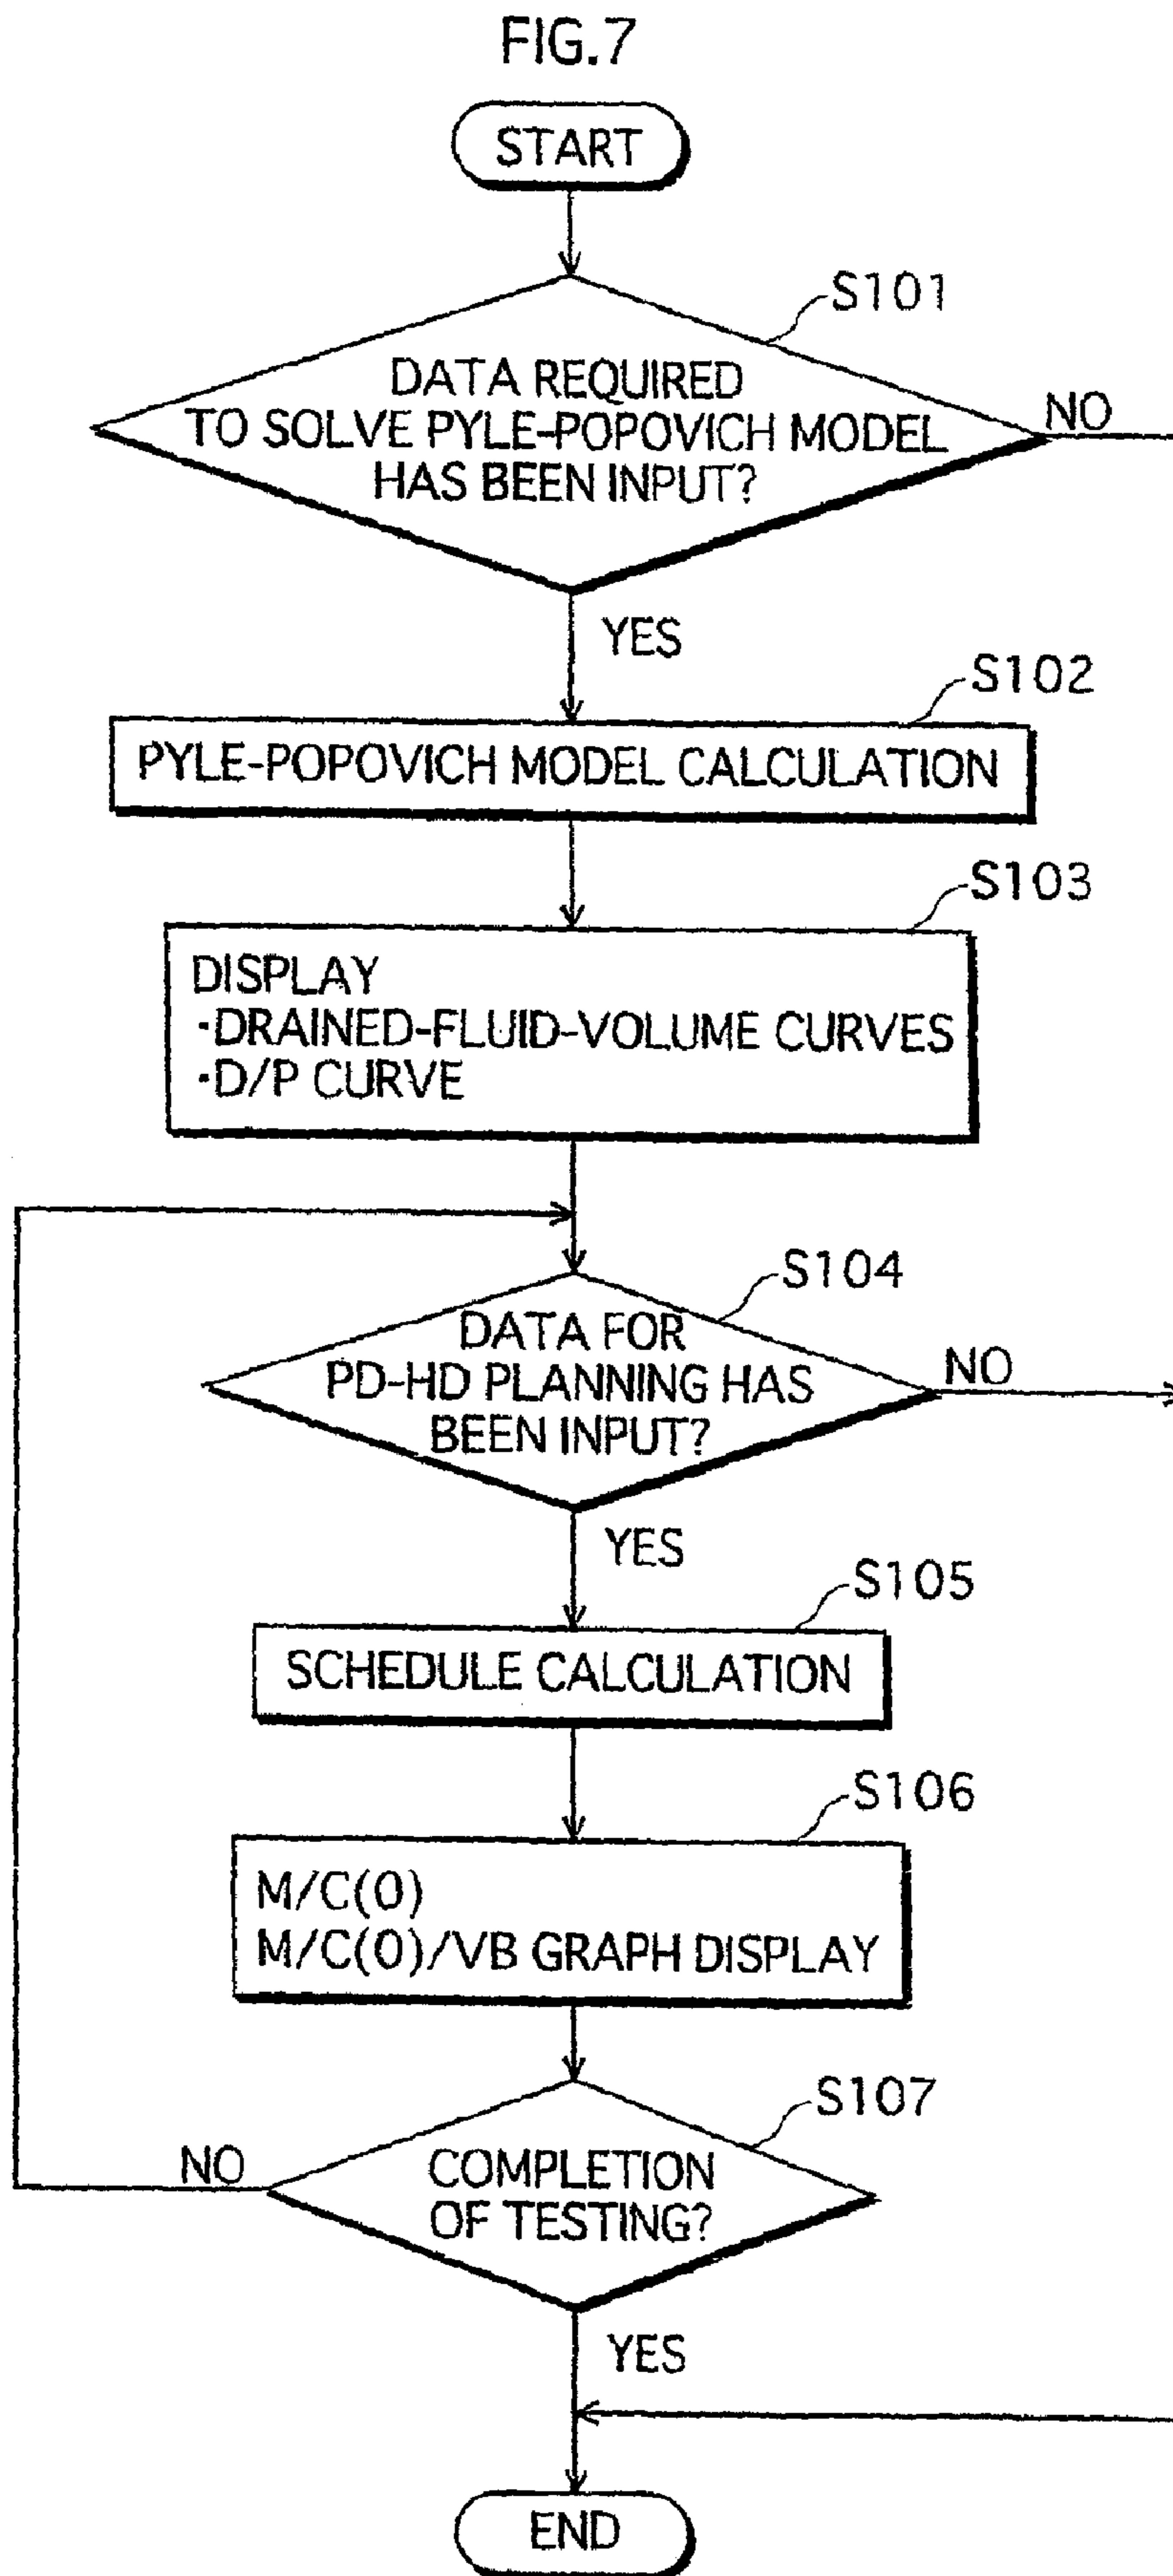 FIG.7
START
S101
DATA REQUIRED
TO SOLVE PYLE-POPOVICH MODEL
HAS BEEN INPUT?
NO
YES
S102
PYLE-POPOVICH MODEL CALCULATION
S103
DISPLAY
·DRAINED-FLUID-VOLUME CURVES
·D/P CURVE
S104
DATA FOR
PD-HD PLANNING HAS
BEEN INPUT?
NO
YES
S105
SCHEDULE CALCULATION
S106
M/C(0)
M/C(0)/VB GRAPH DISPLAY
S107
COMPLETION
OF TESTING?
NO
YES
END